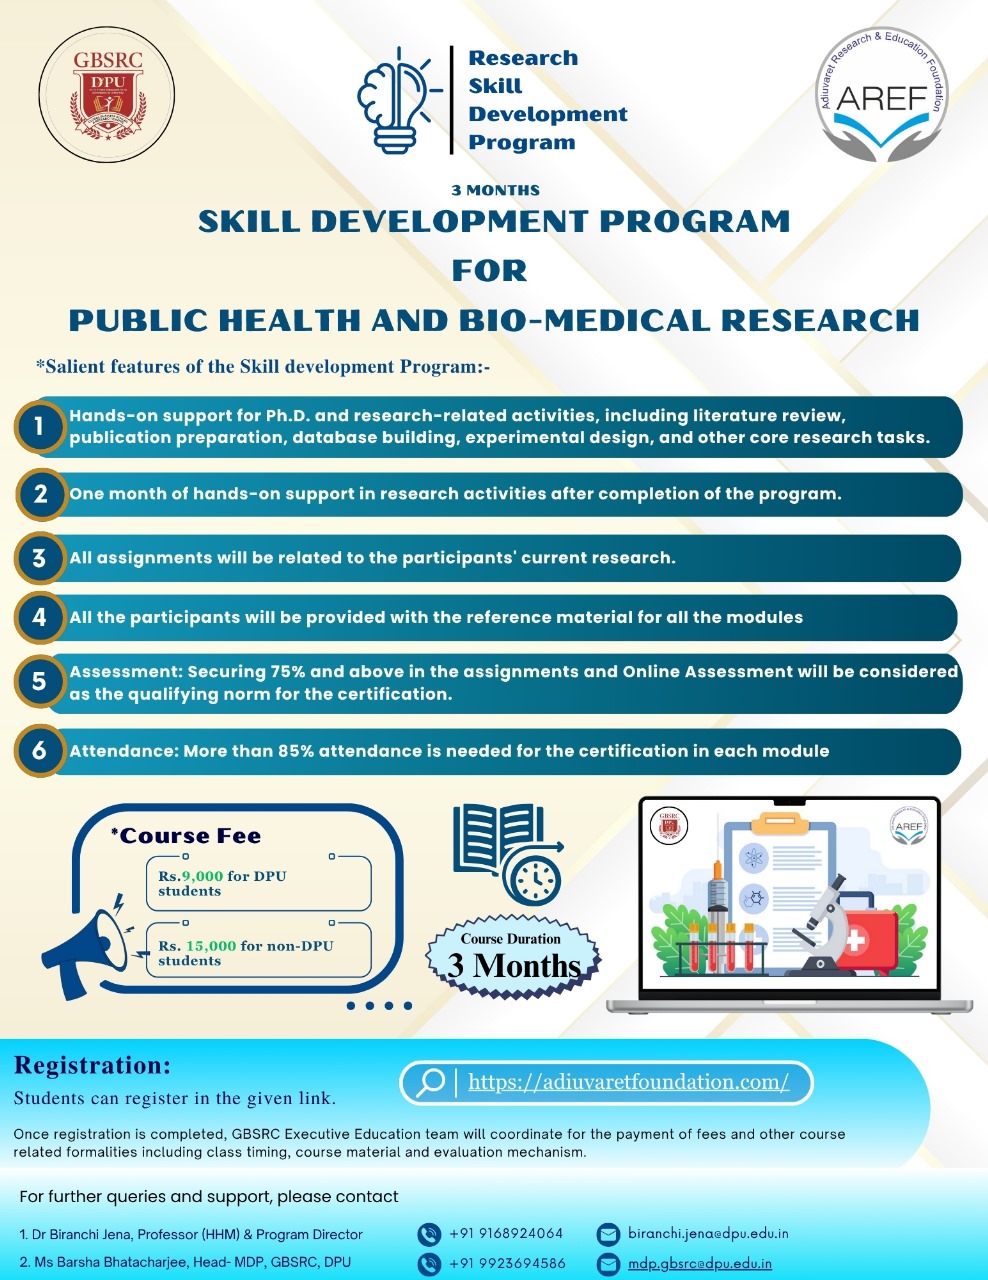 GBSRC
DPU
Research
Skill
Development
Program
Adiuvaret Research & Education Foundation
AREF
3 MONTHS
SKILL DEVELOPMENT PROGRAM
FOR
PUBLIC HEALTH AND BIO-MEDICAL RESEARCH
*Salient features of the Skill development Program:-
1
Hands-on support for Ph.D. and research-related activities, including literature review,
publication preparation, database building, experimental design, and other core research tasks.
2
One month of hands-on support in research activities after completion of the program.
3
All assignments will be related to the participants' current research.
4
All the participants will be provided with the reference material for all the modules
5
Assessment: Securing 75% and above in the assignments and Online Assessment will be considered
as the qualifying norm for the certification.
6
Attendance: More than 85% attendance is needed for the certification in each module
*Course Fee
Rs.9,000 for DPU
students
Rs. 15,000 for non-DPU
students
Course Duration
3 Months
GBSRC
AREF
Registration:
Students can register in the given link.
https://adiuvaretfoundation.com/
Once registration is completed, GBSRC Executive Education team will coordinate for the payment of fees and other course
related formalities including class timing, course material and evaluation mechanism.
For further queries and support, please contact
1. Dr Biranchi Jena, Professor (HHM) & Program Director
+91 9168924064
biranchi.jena@dpu.edu.in
2. Ms Barsha Bhatacharjee, Head- MDP, GBSRC, DPU
+91 9923694586
mdp.gbsrc@dpu.edu.in